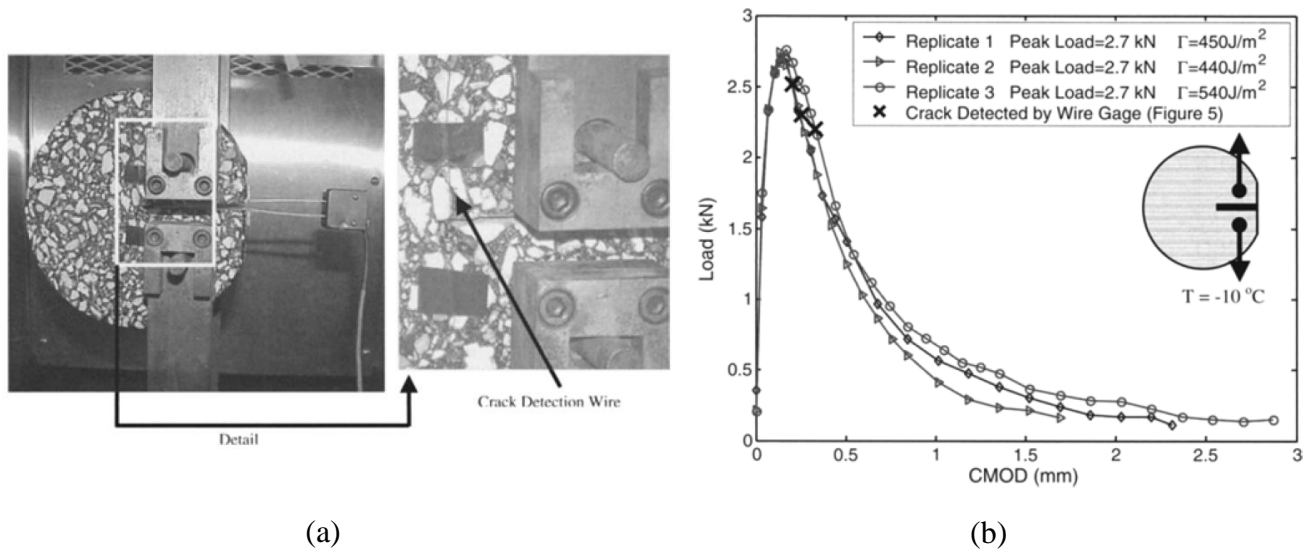 Crack Detection Wire
Detail
(a)
Replicate 1 Peak Load=2.7 kN Γ=450J/m²
Replicate 2 Peak Load=2.7 kN Γ=440J/m²
Replicate 3 Peak Load=2.7 kN Γ=540J/m²
Crack Detected by Wire Gage (Figure 5)
T = -10 °C
Load (kN)
3
2.5
2
1.5
1
0.5
0
0 0.5 1 1.5 2 2.5 3
CMOD (mm)
(b)